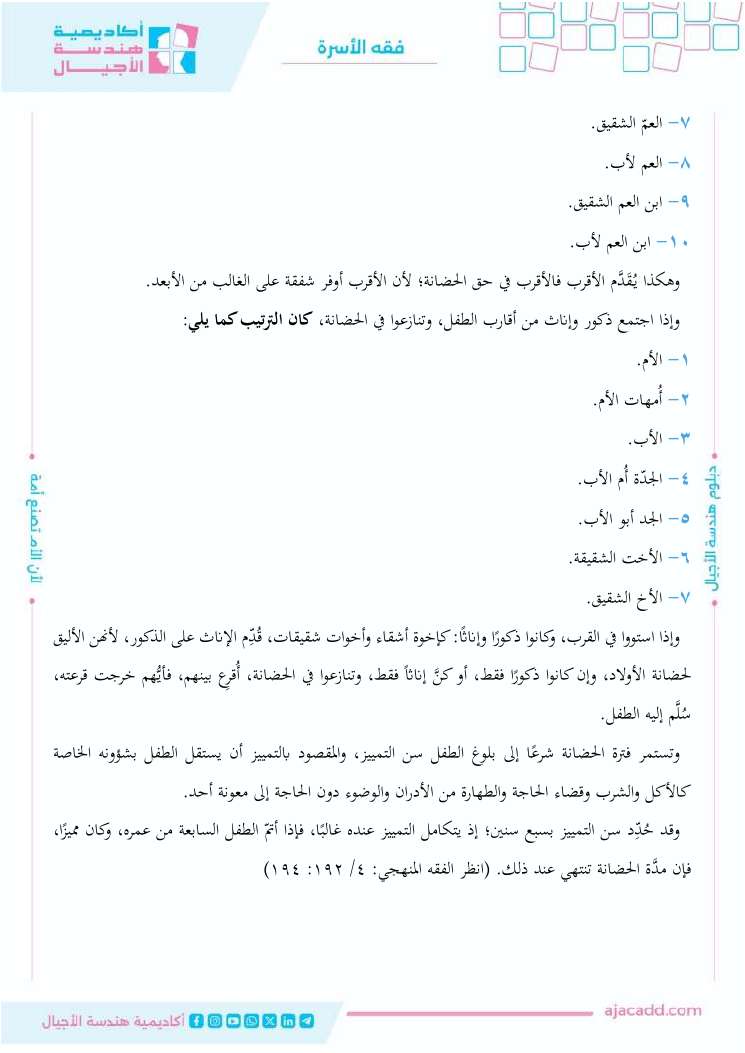 أكاديمية
هندسة
الأجيال
فقه الأسرة
٧- العمّ الشقيق.
٨- العم لأب.
٩- ابن العم الشقيق.
١٠- ابن العم لأب.
وهكذا يُقَدَّم الأقرب فالأقرب في حق الحضانة؛ لأن الأقرب أوفر شفقة على الغالب من الأبعد.
وإذا اجتمع ذكور وإناث من أقارب الطفل، وتنازعوا في الحضانة، كان الترتيب كما يلي:
١- الأم.
٢- أُمهات الأم.
٣- الأب.
٤- الجدّة أُم الأب.
٥- الجد أبو الأب.
٦- الأخت الشقيقة.
٧- الأخ الشقيق.
وإذا استووا في القرب، وكانوا ذكورًا وإناثًا: كإخوة أشقاء وأخوات شقيقات، قُدِّم الإناث على الذكور، لأنهن الأليق
لحضانة الأولاد، وإن كانوا ذكورًا فقط، أو كنَّ إناثاً فقط، وتنازعوا في الحضانة، أُقرِع بينهم، فأيُّهم خرجت قرعته،
سُلَّم إليه الطفل.
وتستمر فترة الحضانة شرعًا إلى بلوغ الطفل سن التمييز، والمقصود بالتمييز أن يستقل الطفل بشؤونه الخاصة
كالأكل والشرب وقضاء الحاجة والطهارة من الأدران والوضوء دون الحاجة إلى معونة أحد.
وقد حُدِّد سن التمييز بسبع سنين؛ إذ يتكامل التمييز عنده غالبًا، فإذا أتمّ الطفل السابعة من عمره، وكان مميزًا،
فإن مدَّة الحضانة تنتهي عند ذلك. (انظر الفقه المنهجي: ٤/ ١٩٢: ١٩٤)
دبلوم هندسة الأجيال
لأن الأم تصنع أمة
أكاديمية هندسة الأجيال
ajacadd.com